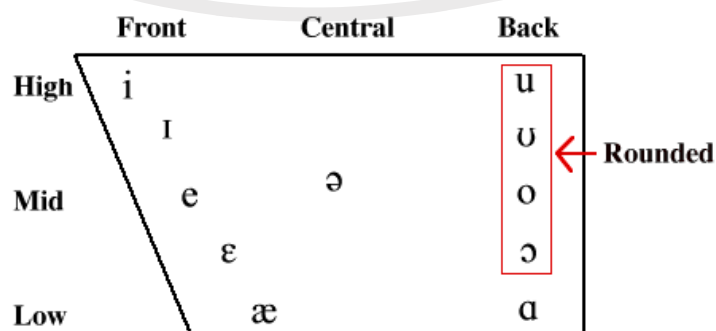 Front Central Back
High i u
ɪ ʊ
Rounded
Mid e ə o
ɛ ɔ
Low æ ɑ